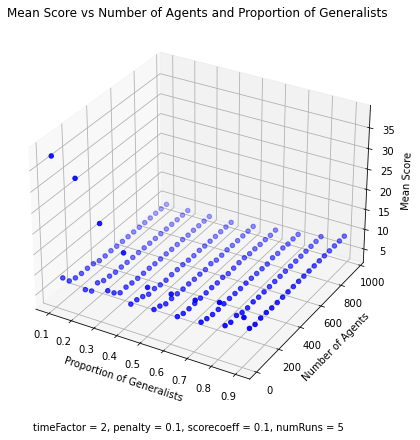 Mean Score vs Number of Agents and Proportion of Generalists
35
30
25
20
15
10
5
Mean Score
1000
800
600
400
200
0
Number of Agents
0.1 0.2 0.3 0.4 0.5 0.6 0.7 0.8 0.9
Proportion of Generalists
timeFactor = 2, penalty = 0.1, scorecoeff = 0.1, numRuns = 5